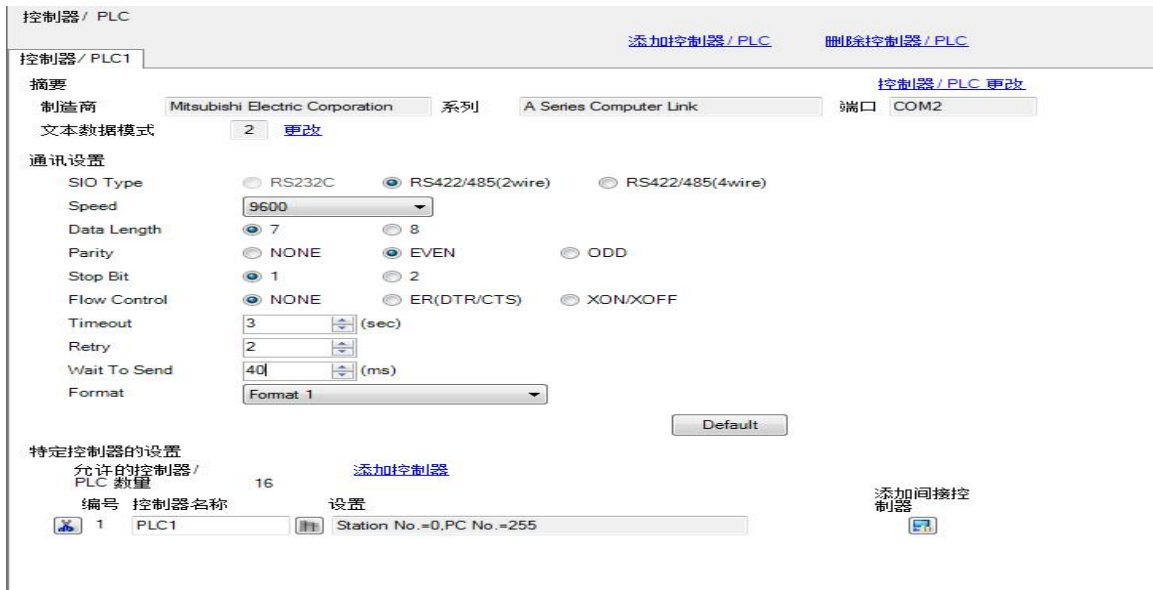 控制器/ PLC
添加控制器/PLC 删除控制器/PLC
控制器/PLC1
摘要 控制器/PLC 更改
制造商 Mitsubishi Electric Corporation 系列 A Series Computer Link 端口 COM2
文本数据模式 2 更改
通讯设置
SIO Type RS232C RS422/485(2wire) RS422/485(4wire)
Speed 9600
Data Length 7 8
Parity NONE EVEN ODD
Stop Bit 1 2
Flow Control NONE ER(DTR/CTS) XON/XOFF
Timeout 3 (sec)
Retry 2
Wait To Send 40 (ms)
Format Format 1
Default
特定控制器的设置
允许的控制器/
PLC 数量 16 添加控制器
编号 控制器名称 设置 添加间接控
制器
1 PLC1 Station No.=0,PC No.=255